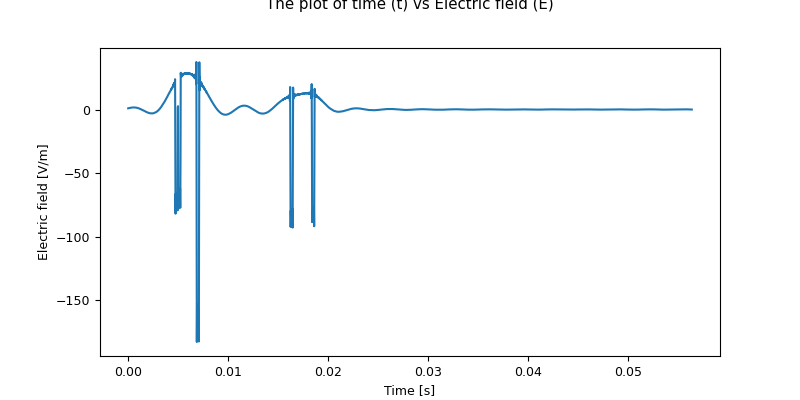 The plot of time (t) vs Electric field (E)
Electric field [V/m]
0
−50
−100
−150
0.00 0.01 0.02 0.03 0.04 0.05
Time [s]